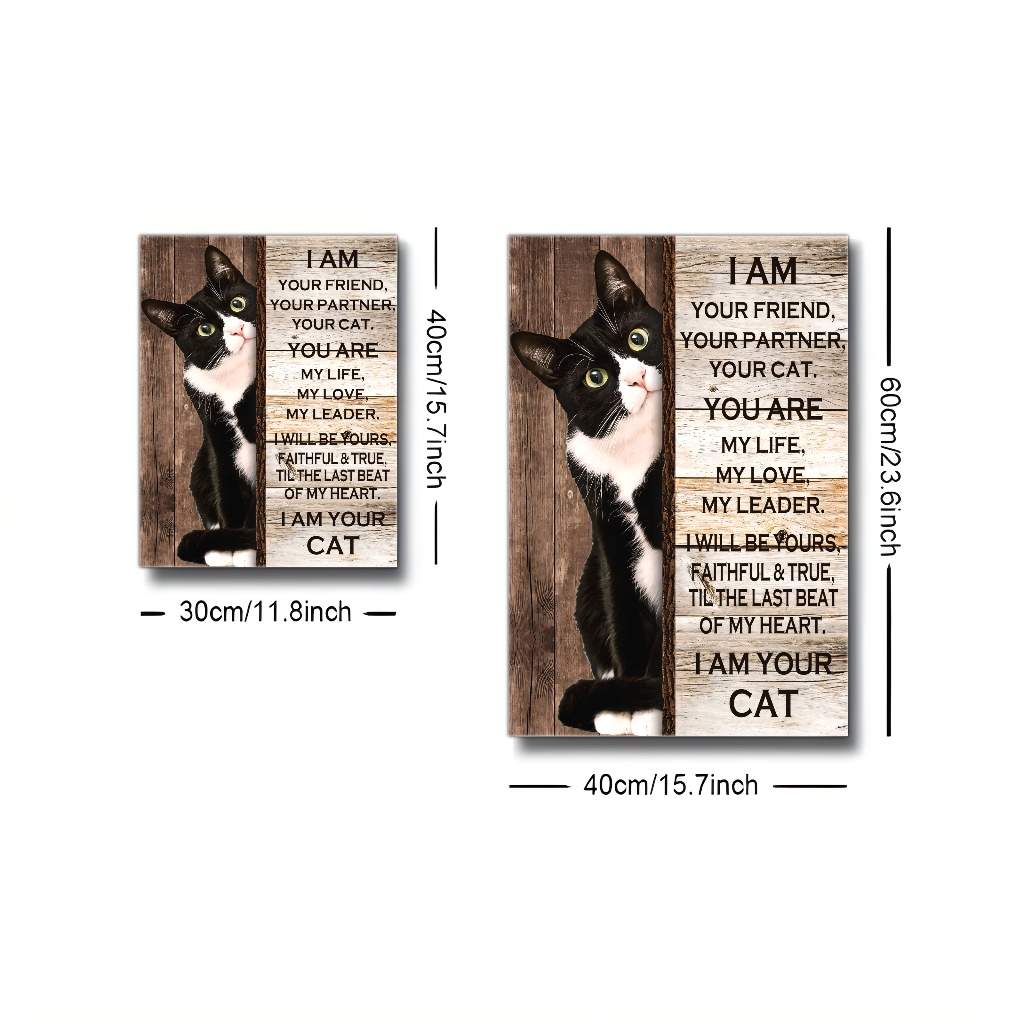 I AM
YOUR FRIEND,
YOUR PARTNER,
YOUR CAT.
YOU ARE
MY LIFE,
MY LOVE,
MY LEADER.
I WILL BE YOURS,
FAITHFUL & TRUE,
TIL THE LAST BEAT
OF MY HEART.
I AM YOUR
CAT
40cm/15.7inch
30cm/11.8inch
I AM
YOUR FRIEND,
YOUR PARTNER,
YOUR CAT.
YOU ARE
MY LIFE,
MY LOVE,
MY LEADER.
I WILL BE YOURS,
FAITHFUL & TRUE,
TIL THE LAST BEAT
OF MY HEART.
I AM YOUR
CAT
60cm/23.6inch
40cm/15.7inch